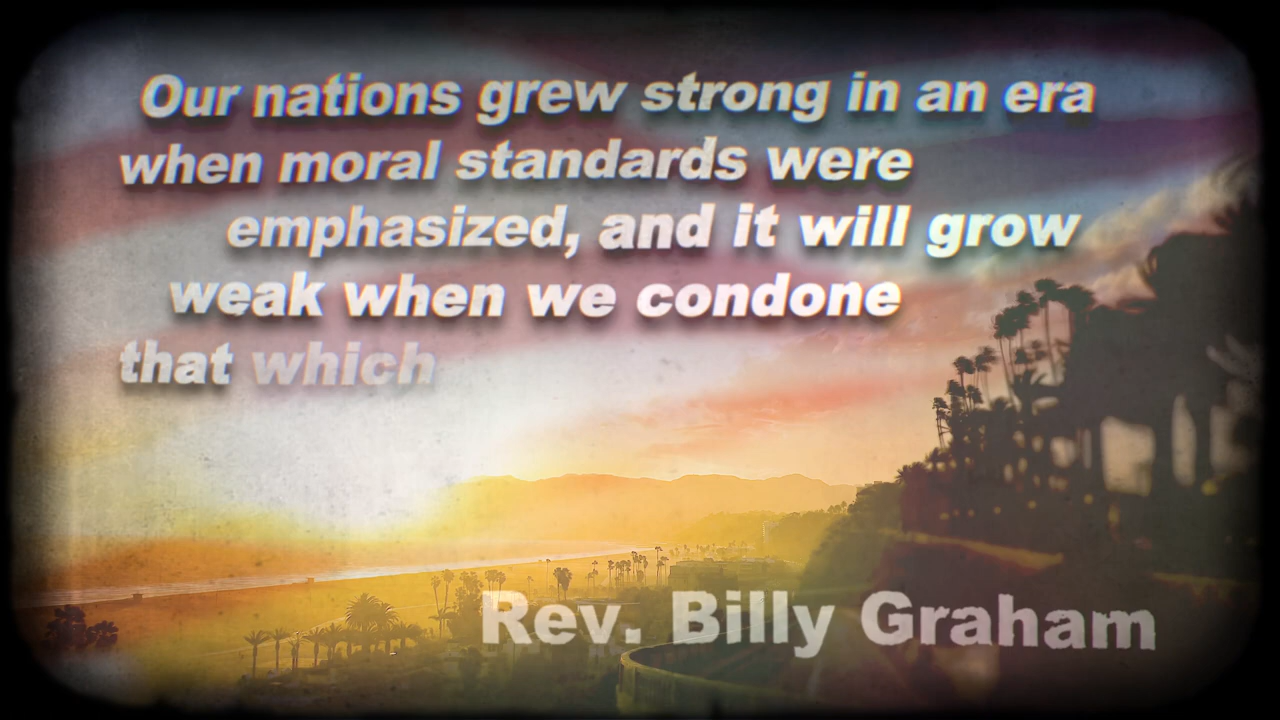 Our nations grew strong in an era
when moral standards were
emphasized, and it will grow
weak when we condone
that which
Rev. Billy Graham